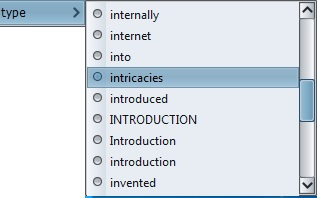 type
internally
internet
into
intricacies
introduced
INTRODUCTION
Introduction
introduction
invented